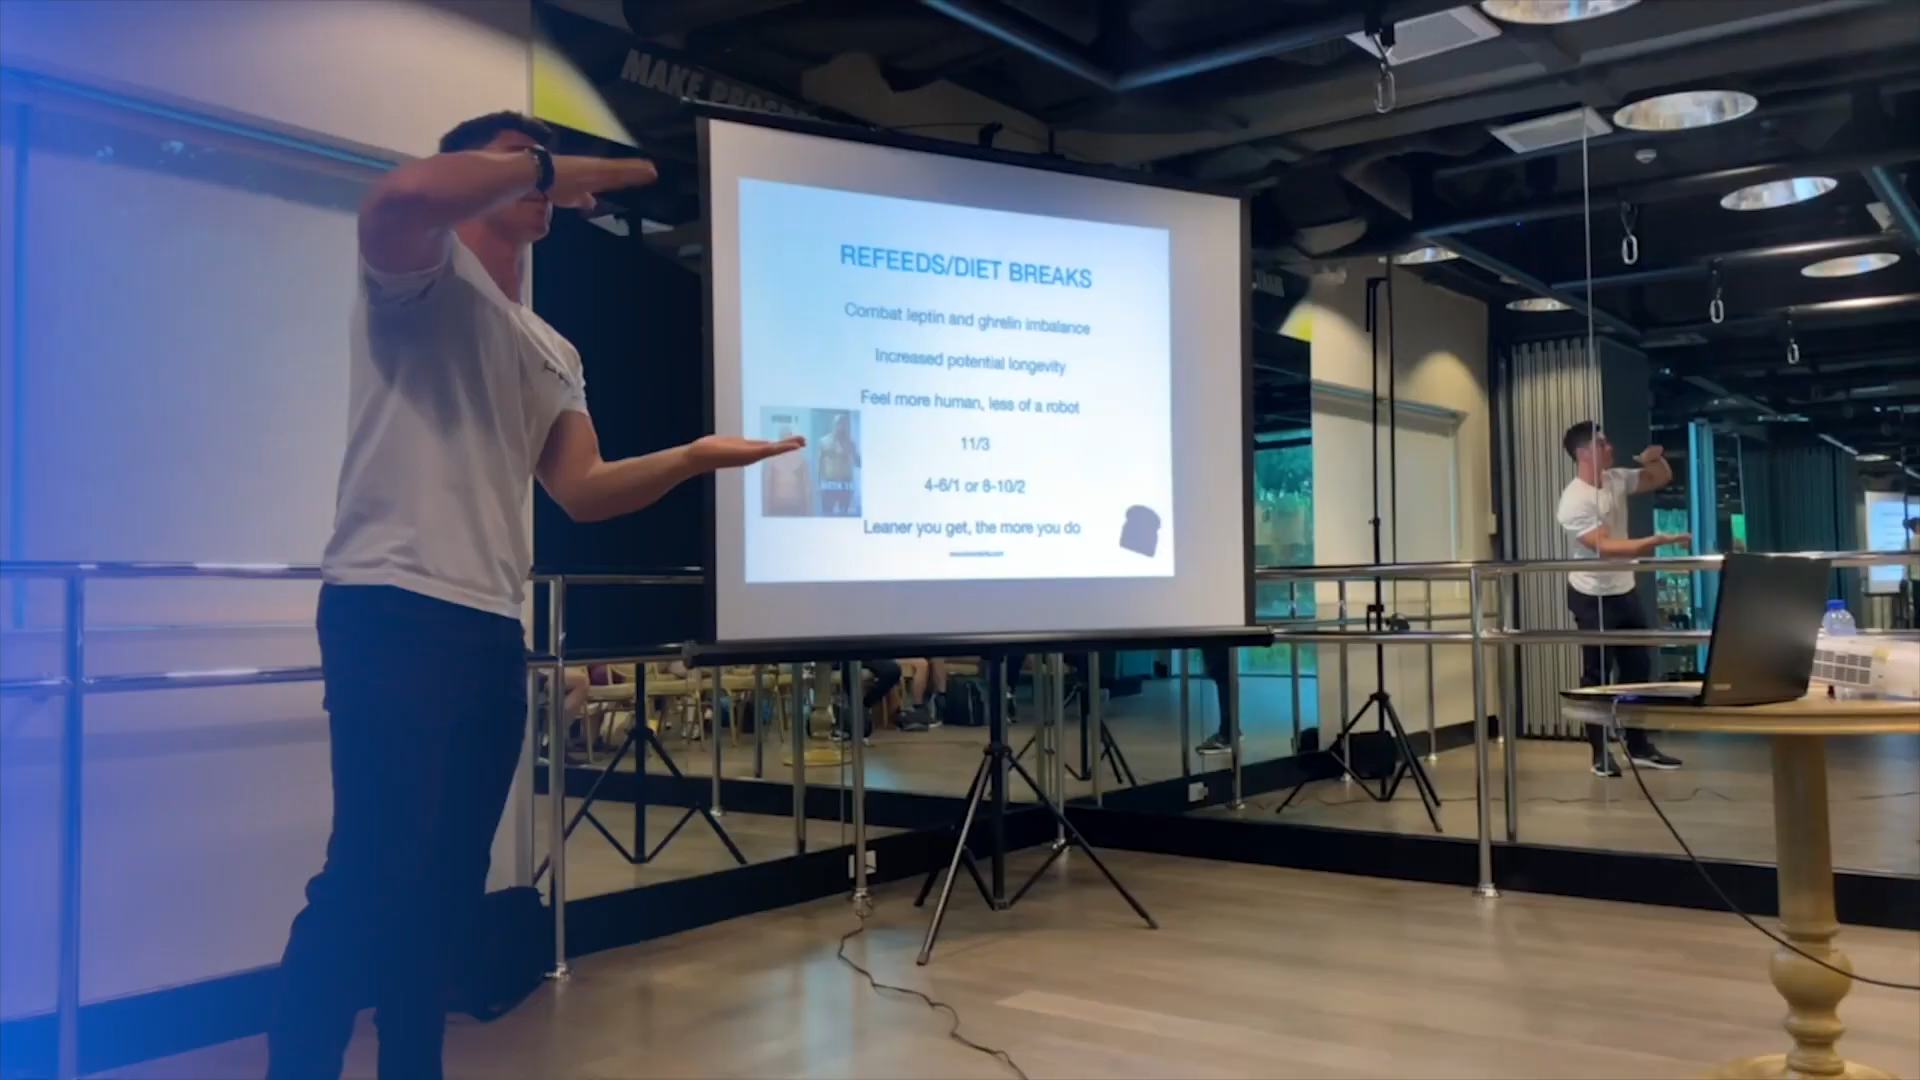 MAKE
REFEEDS/DIET BREAKS
Combat leptin and ghrelin imbalance
Increased potential longevity
Feel more human, less of a robot
11/3
4-6/1 or 8-10/2
Leaner you get, the more you do